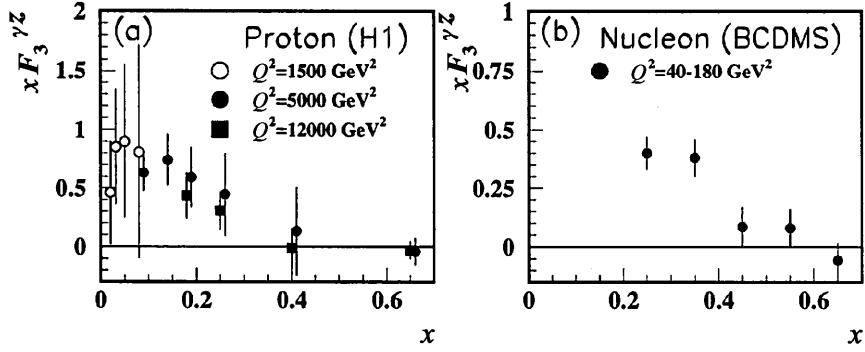 (a) Proton (H1)
xF₃^γZ
Q²=1500 GeV²
Q²=5000 GeV²
Q²=12000 GeV²
2
1.5
1
0.5
0
0 0.2 0.4 0.6
x
(b) Nucleon (BCDMS)
xF₃^γZ
Q²=40-180 GeV²
1
0.75
0.5
0.25
0
0 0.2 0.4 0.6
x